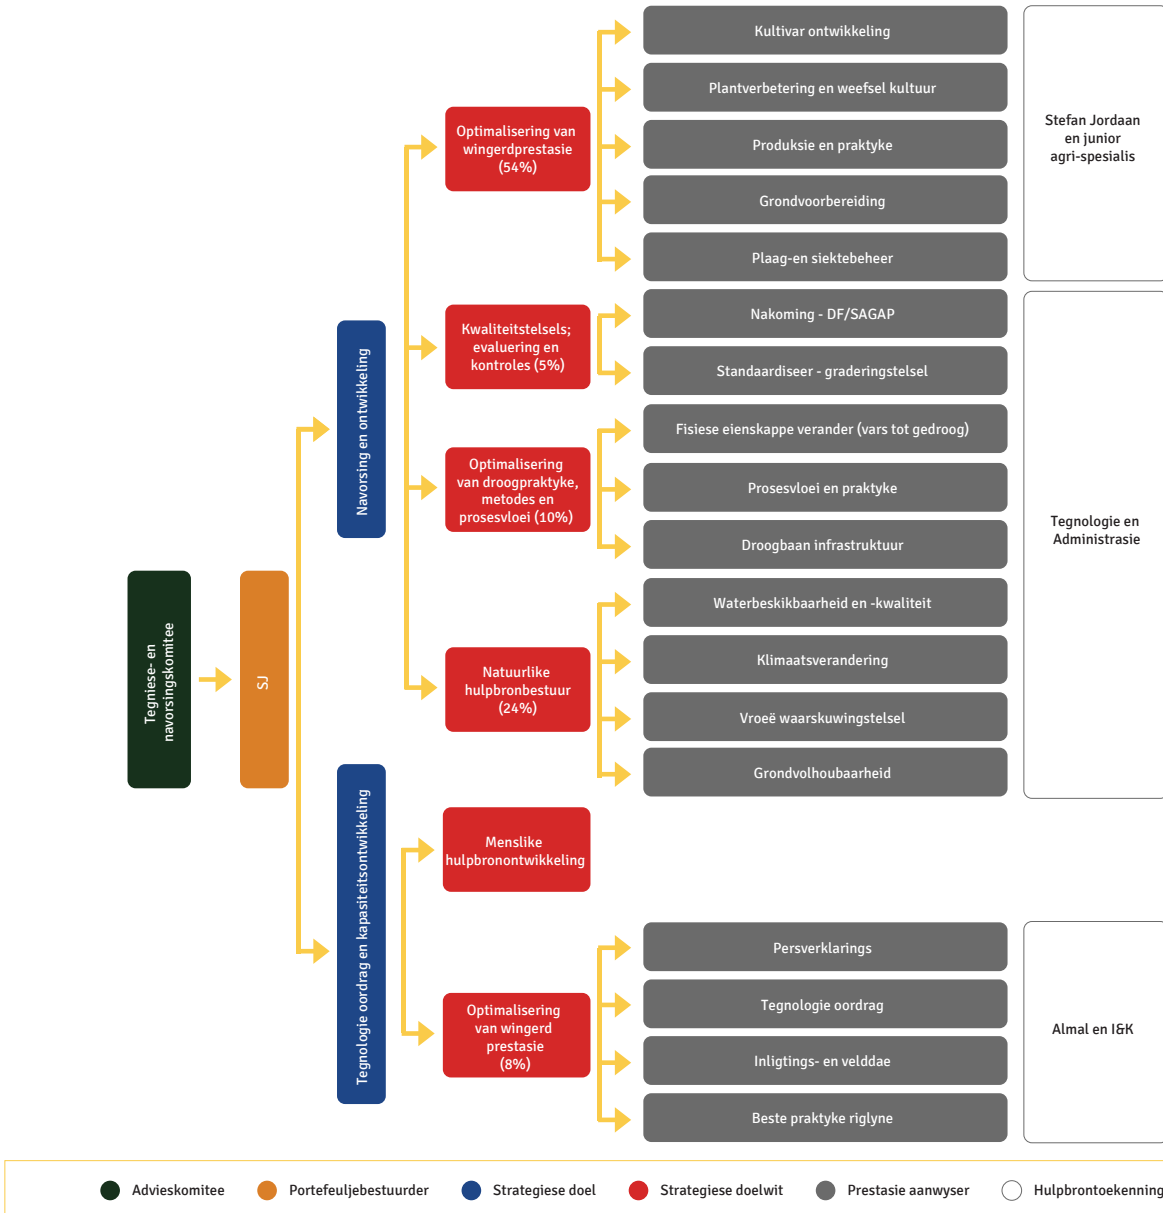 Tegniese- en
navorsingskomitee
SJ
Navorsing en ontwikkeling
Optimalisering van
wingerdprestasie
(54%)
Kultivar ontwikkeling
Plantverbetering en weefsel kultuur
Produksie en praktyke
Grondvoorbereiding
Plaag-en siektebeheer
Stefan Jordaan
en junior
agri-spesialis
Kwaliteitstelsels;
evaluering en
kontroles (5%)
Nakoming - DF/SAGAP
Standaardiseer - graderingstelsel
Optimalisering
van droogpraktyke,
metodes en
prosesvloei (10%)
Fisiese eienskappe verander (vars tot gedroog)
Prosesvloei en praktyke
Droogbaan infrastruktuur
Natuurlike
hulpbronbestuur
(24%)
Waterbeskikbaarheid en -kwaliteit
Klimaatsverandering
Vroeë waarskuwingstelsel
Grondvolhoubaarheid
Tegnologie en
Administrasie
Tegnologie oordrag en kapasiteitsontwikkeling
Menslike
hulpbronontwikkeling
Optimalisering
van wingerd
prestasie
(8%)
Persverklarings
Tegnologie oordrag
Inligtings- en velddae
Beste praktyke riglyne
Almal en I&K
Advieskomitee
Portefeuljebestuurder
Strategiese doel
Strategiese doelwit
Prestasie aanwyser
Hulpbrontoekenning